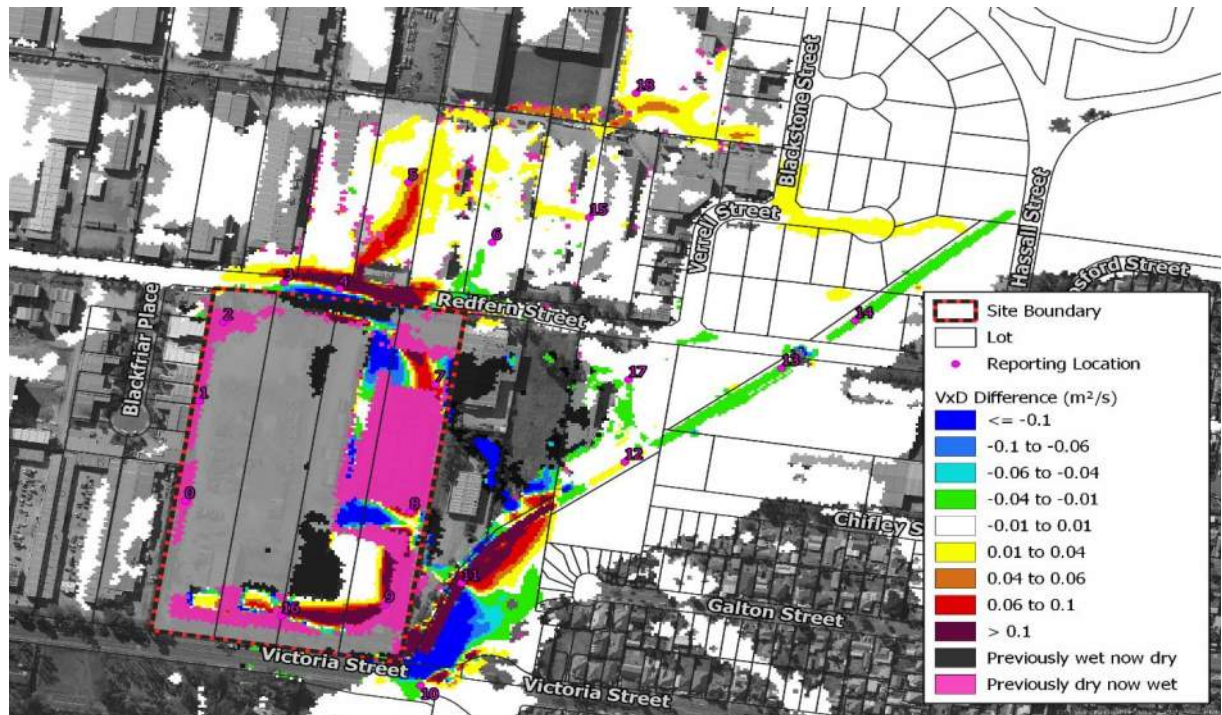 18
Blackstone Street
5
15
Verrell Street
6
Hassall Street
3
4
Redfern Street
Blackfriar Place
2
14
13
7
17
1
12
0
8
Chifley S
11
Galton Street
9
16
Victoria Street
10
Victoria Street
Site Boundary
Lot
Reporting Location
VxD Difference (m²/s)
<= -0.1
-0.1 to -0.06
-0.06 to -0.04
-0.04 to -0.01
-0.01 to 0.01
0.01 to 0.04
0.04 to 0.06
0.06 to 0.1
> 0.1
Previously wet now dry
Previously dry now wet